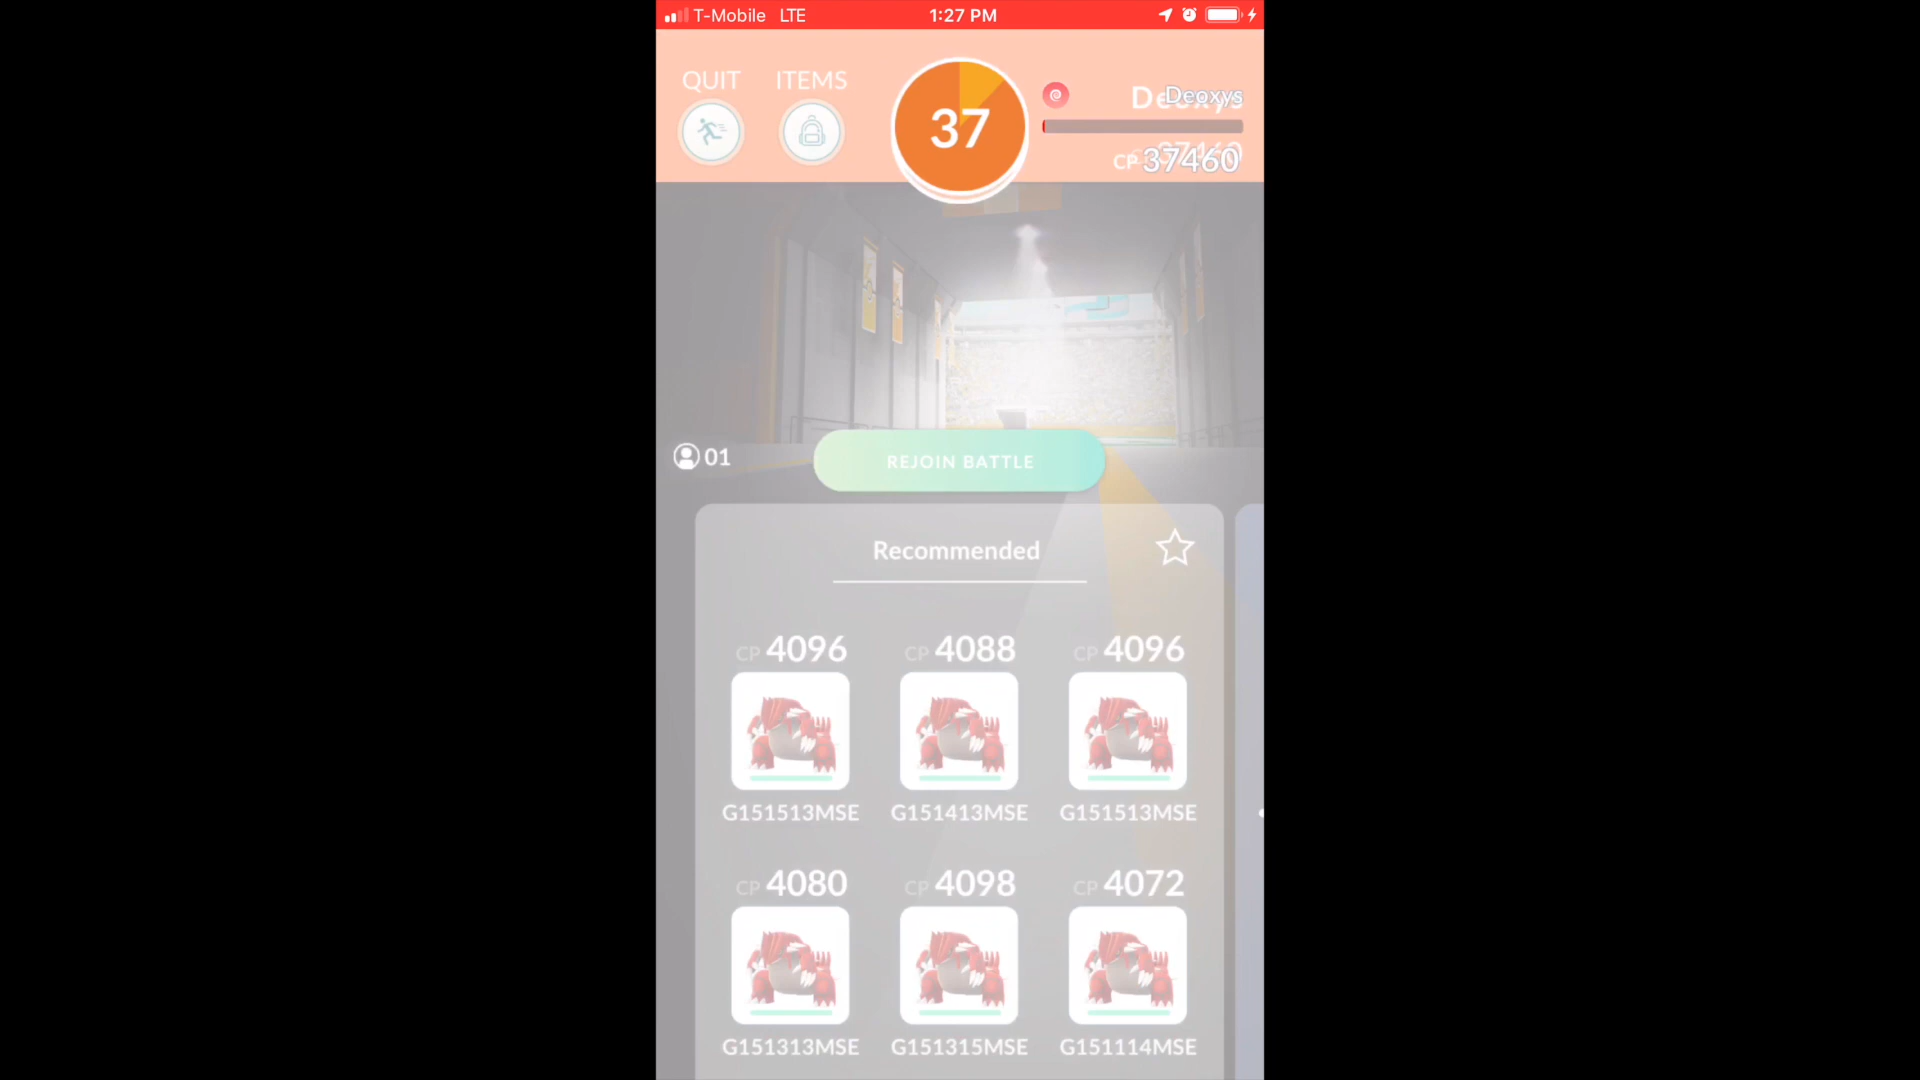 T-Mobile LTE 1:27 PM
QUIT ITEMS
37
Deoxys
CP 37460
01
REJOIN BATTLE
Recommended
CP 4096 CP 4088 CP 4096
G151513MSE G151413MSE G151513MSE
CP 4080 CP 4098 CP 4072
G151313MSE G151315MSE G151114MSE